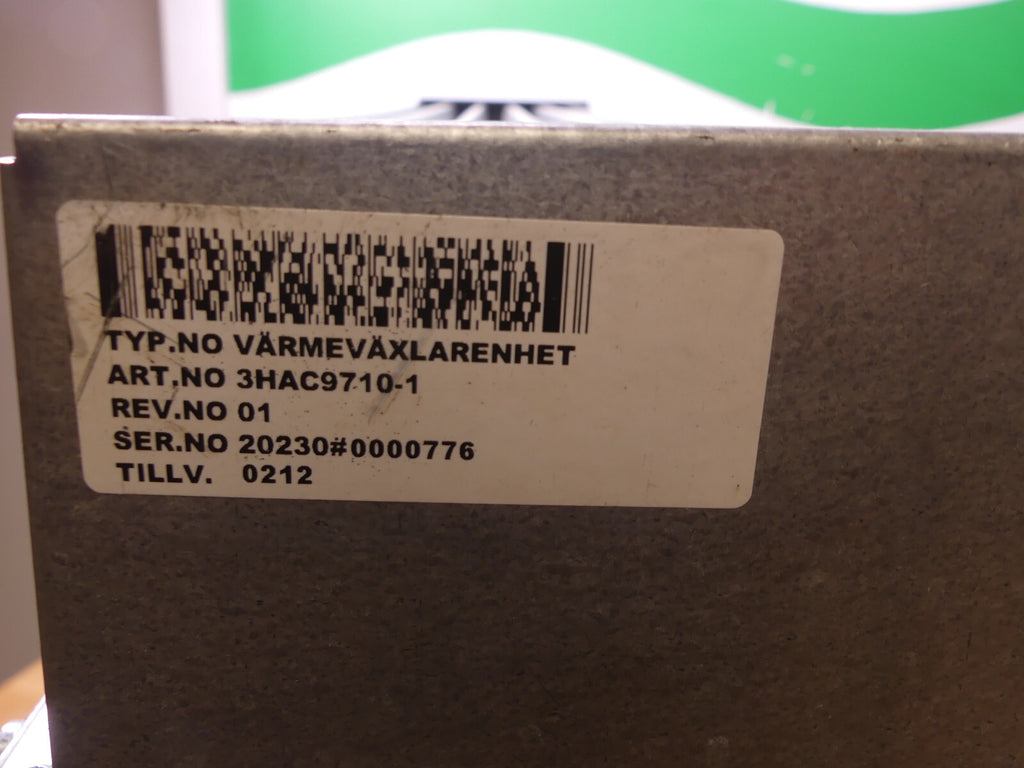 TYP.NO VÄRMEVÄXLARENHET
ART.NO 3HAC9710-1
REV.NO 01
SER.NO 20230#0000776
TILLV. 0212